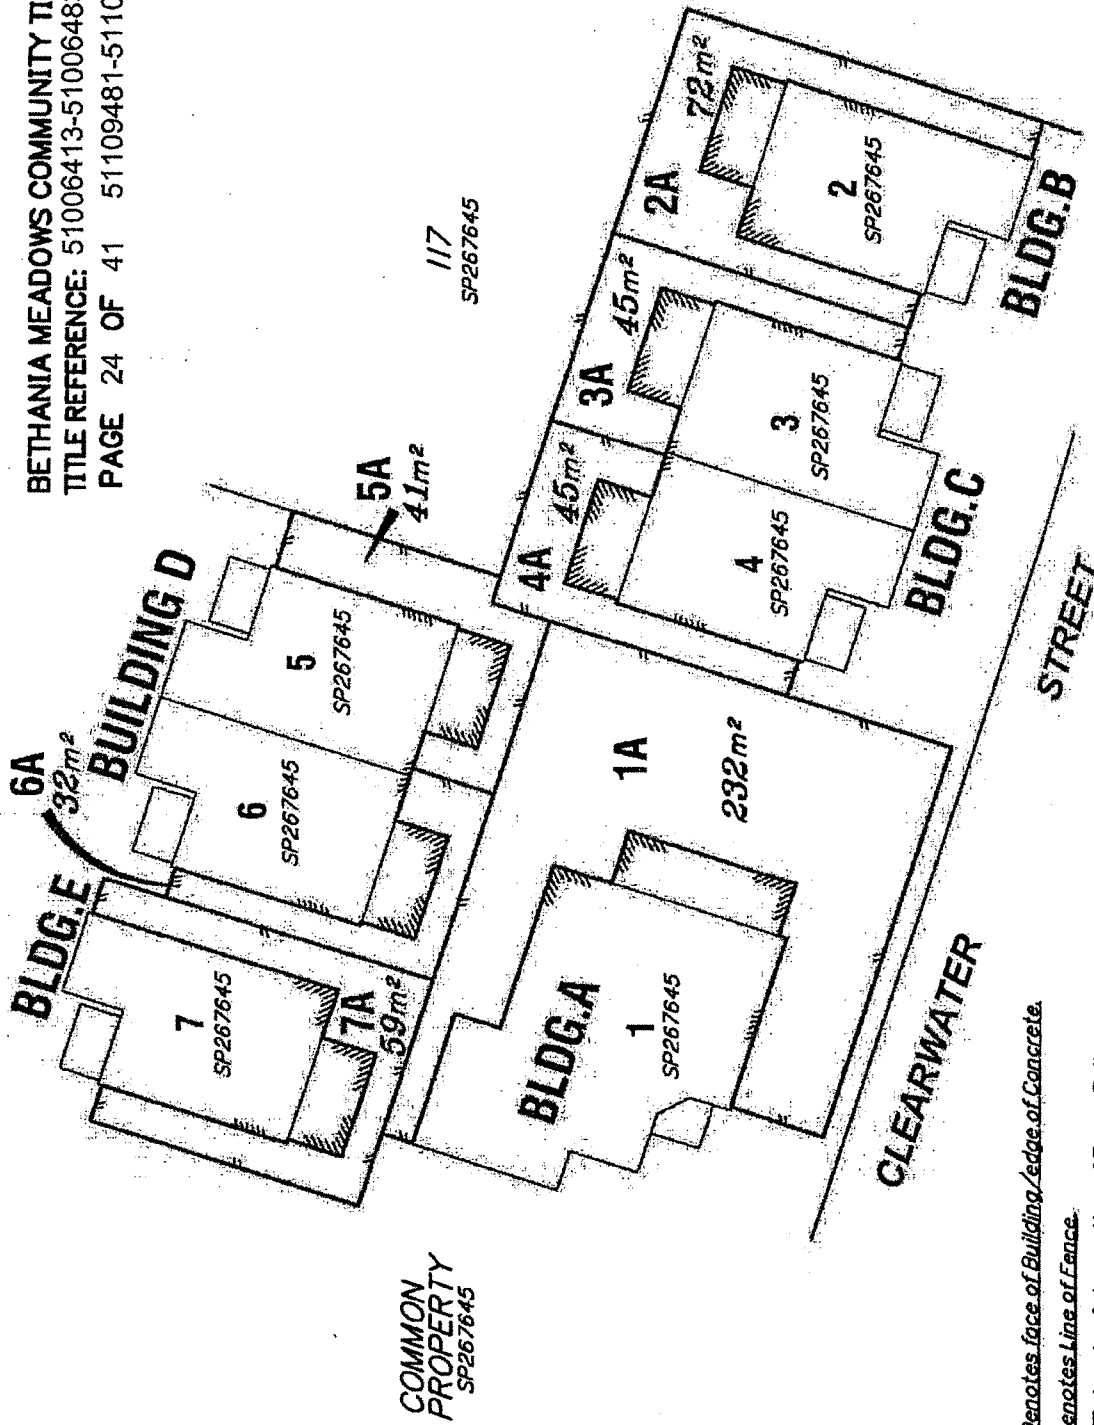 BETHANIA MEADOWS COMMUNITY
TITLE REFERENCE: 51006413-5100648
PAGE 24 OF 41 51109481-5110
117
SP267645
72m²
2A
2
SP267645
BLDG.B
45m²
3A
3
SP267645
45m²
4A
4
SP267645
BLDG.C
5A
41m²
BUILDING D
5
SP267645
6A
32m²
6
SP267645
BLDG.E
7
SP267645
7A
59m²
1A
232m²
BLDG.A
1
SP267645
COMMON
PROPERTY
SP267645
CLEARWATER
STREET
face of Building/edge of Concrete.
Line of Fence.